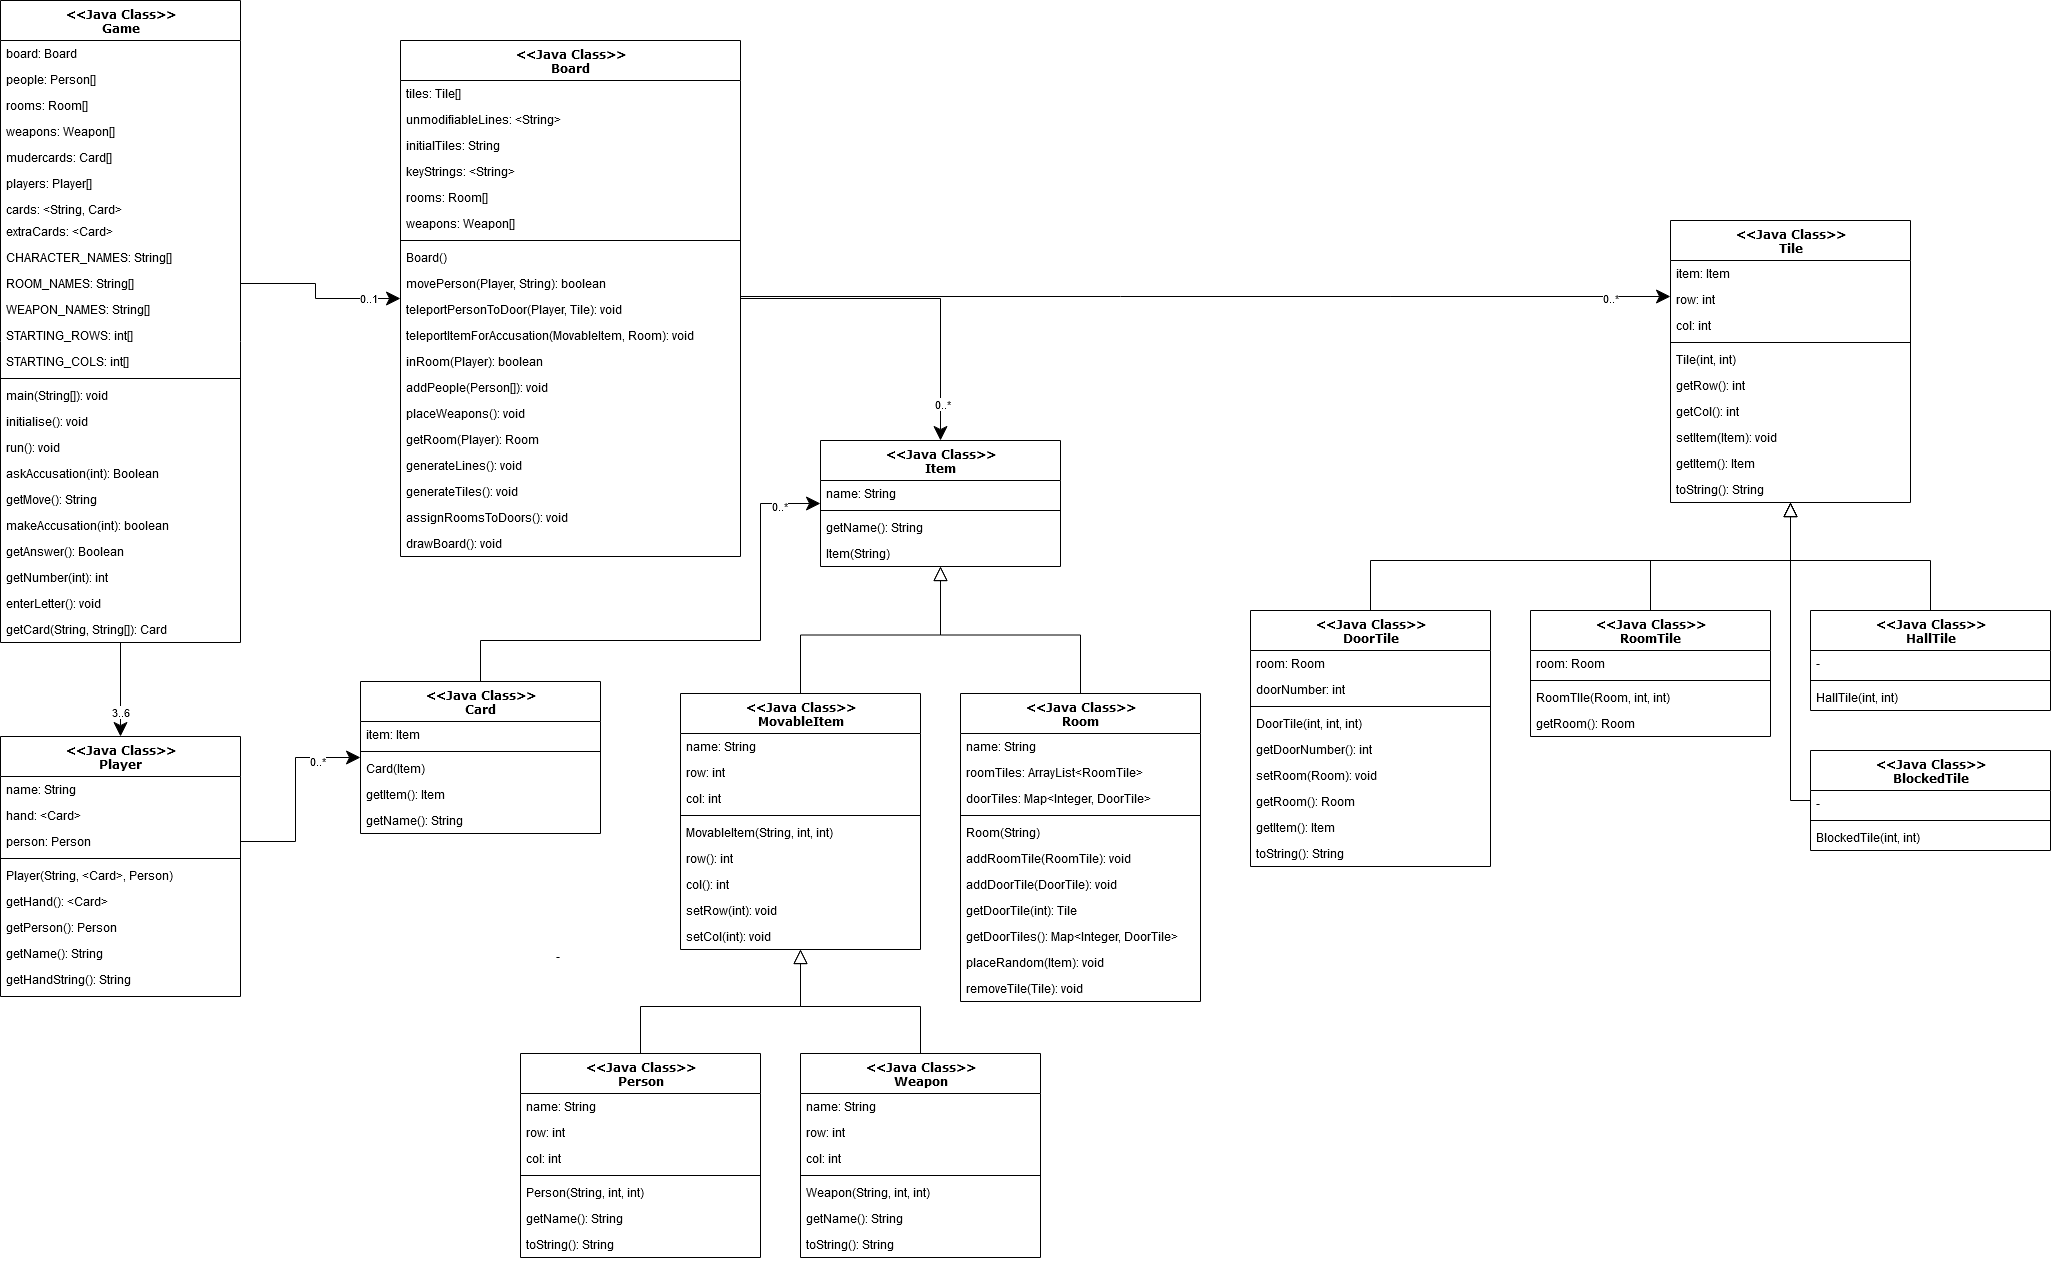 <<Java Class>>
Game
board: Board
people: Person[]
rooms: Room[]
weapons: Weapon[]
mudercards: Card[]
players: Player[]
cards: <String, Card>
extraCards: <Card>
CHARACTER_NAMES: String[]
ROOM_NAMES: String[]
WEAPON_NAMES: String[]
STARTING_ROWS: int[]
STARTING_COLS: int[]
main(String[]): void
initialise(): void
run(): void
askAccusation(int): Boolean
getMove(): String
makeAccusation(int): boolean
getAnswer(): Boolean
getNumber(int): int
enterLetter(): void
getCard(String, String[]): Card
0..1
3..6
<<Java Class>>
Board
tiles: Tile[]
unmodifiableLines: <String>
initialTiles: String
keyStrings: <String>
rooms: Room[]
weapons: Weapon[]
Board()
movePerson(Player, String): boolean
teleportPersonToDoor(Player, Tile): void
teleportItemForAccusation(MovableItem, Room): void
inRoom(Player): boolean
addPeople(Person[]): void
placeWeapons(): void
getRoom(Player): Room
generateLines(): void
generateTiles(): void
assignRoomsToDoors(): void
drawBoard(): void
0..*
0..*
<<Java Class>>
Tile
item: Item
row: int
col: int
Tile(int, int)
getRow(): int
getCol(): int
setItem(Item): void
getItem(): Item
toString(): String
<<Java Class>>
Item
name: String
getName(): String
Item(String)
0..*
<<Java Class>>
Player
name: String
hand: <Card>
person: Person
Player(String, <Card>, Person)
getHand(): <Card>
getPerson(): Person
getName(): String
getHandString(): String
0..*
<<Java Class>>
Card
item: Item
Card(Item)
getItem(): Item
getName(): String
-
<<Java Class>>
MovableItem
name: String
row: int
col: int
MovableItem(String, int, int)
row(): int
col(): int
setRow(int): void
setCol(int): void
<<Java Class>>
Room
name: String
roomTiles: ArrayList<RoomTile>
doorTiles: Map<Integer, DoorTile>
Room(String)
addRoomTile(RoomTile): void
addDoorTile(DoorTile): void
getDoorTile(int): Tile
getDoorTiles(): Map<Integer, DoorTile>
placeRandom(Item): void
removeTile(Tile): void
<<Java Class>>
DoorTile
room: Room
doorNumber: int
DoorTile(int, int, int)
getDoorNumber(): int
setRoom(Room): void
getRoom(): Room
getItem(): Item
toString(): String
<<Java Class>>
RoomTile
room: Room
RoomTIle(Room, int, int)
getRoom(): Room
<<Java Class>>
HallTile
-
HallTile(int, int)
<<Java Class>>
BlockedTile
-
BlockedTile(int, int)
<<Java Class>>
Person
name: String
row: int
col: int
Person(String, int, int)
getName(): String
toString(): String
<<Java Class>>
Weapon
name: String
row: int
col: int
Weapon(String, int, int)
getName(): String
toString(): String